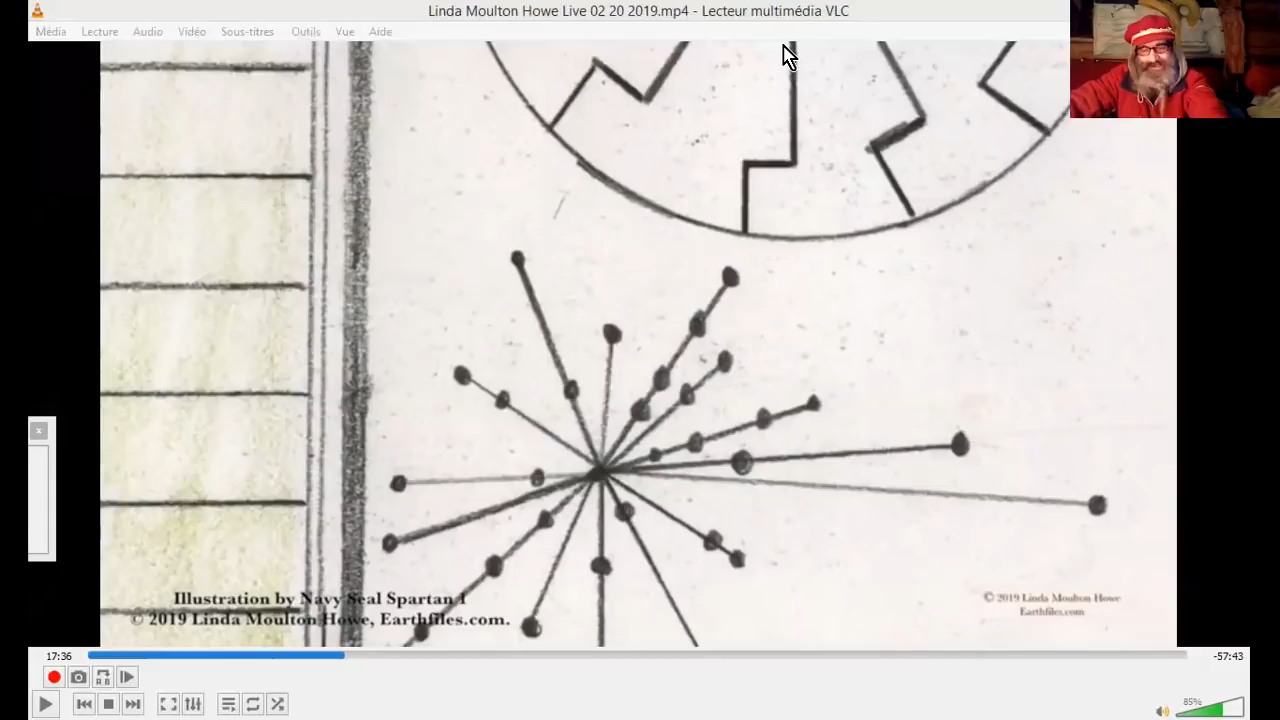 Linda Moulton Howe Live 02 20 2019.mp4 - Lecteur multimédia VLC
Média Lecture Audio Vidéo Sous-titres Outils Vue Aide
x
Illustration by Navy Seal Spartan 1
© 2019 Linda Moulton Howe, Earthfiles.com.
© 2019 Linda Moulton Howe
Earthfiles.com
17:36
-57:43
A B
85%